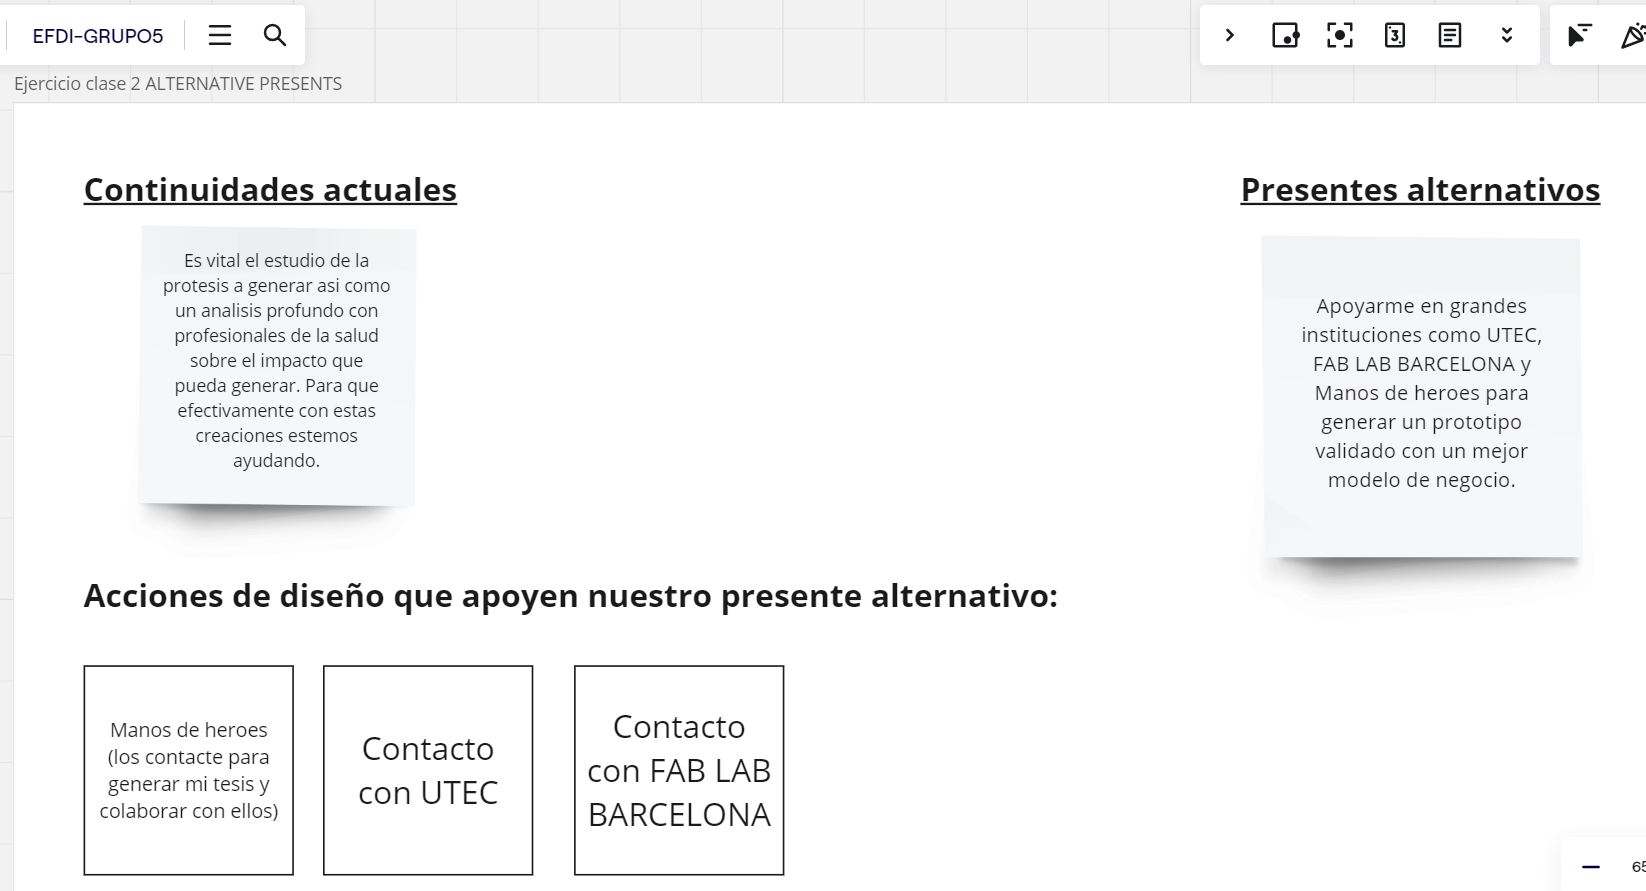 EFDI-GRUPO5
3
Ejercicio clase 2 ALTERNATIVE PRESENTS
Continuidades actuales
Es vital el estudio de la
protesis a generar asi como
un analisis profundo con
profesionales de la salud
sobre el impacto que
pueda generar. Para que
efectivamente con estas
creaciones estemos
ayudando.
Presentes alternativos
Apoyarme en grandes
instituciones como UTEC,
FAB LAB BARCELONA y
Manos de heroes para
generar un prototipo
validado con un mejor
modelo de negocio.
Acciones de diseño que apoyen nuestro presente alternativo:
Manos de heroes
(los contacte para
generar mi tesis y
colaborar con ellos)
Contacto
con UTEC
Contacto
con FAB LAB
BARCELONA
65